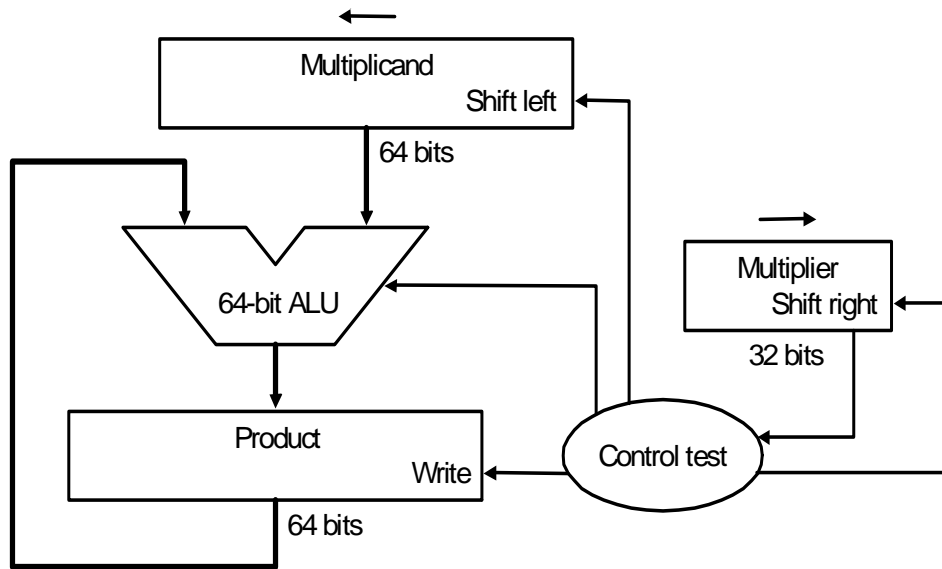 Multiplicand
Shift left
64 bits
64-bit ALU
Multiplier
Shift right
32 bits
Product
Write
Control test
64 bits